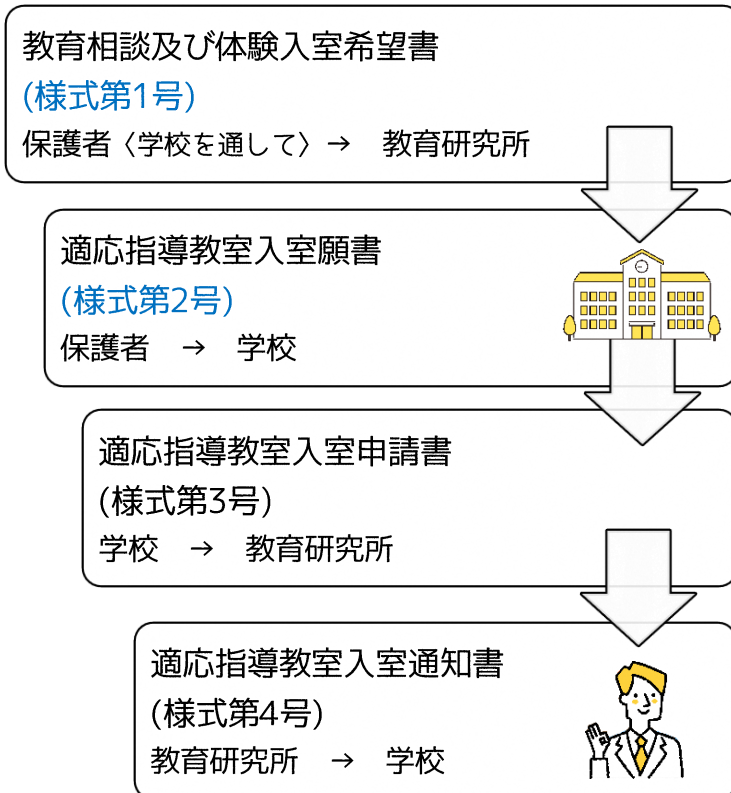 教育相談及び体験入室希望書
(様式第1号)
保護者〈学校を通して〉→　教育研究所
適応指導教室入室願書
(様式第2号)
保護者　→　学校
適応指導教室入室申請書
(様式第3号)
学校　→　教育研究所
適応指導教室入室通知書
(様式第4号)
教育研究所　→　学校